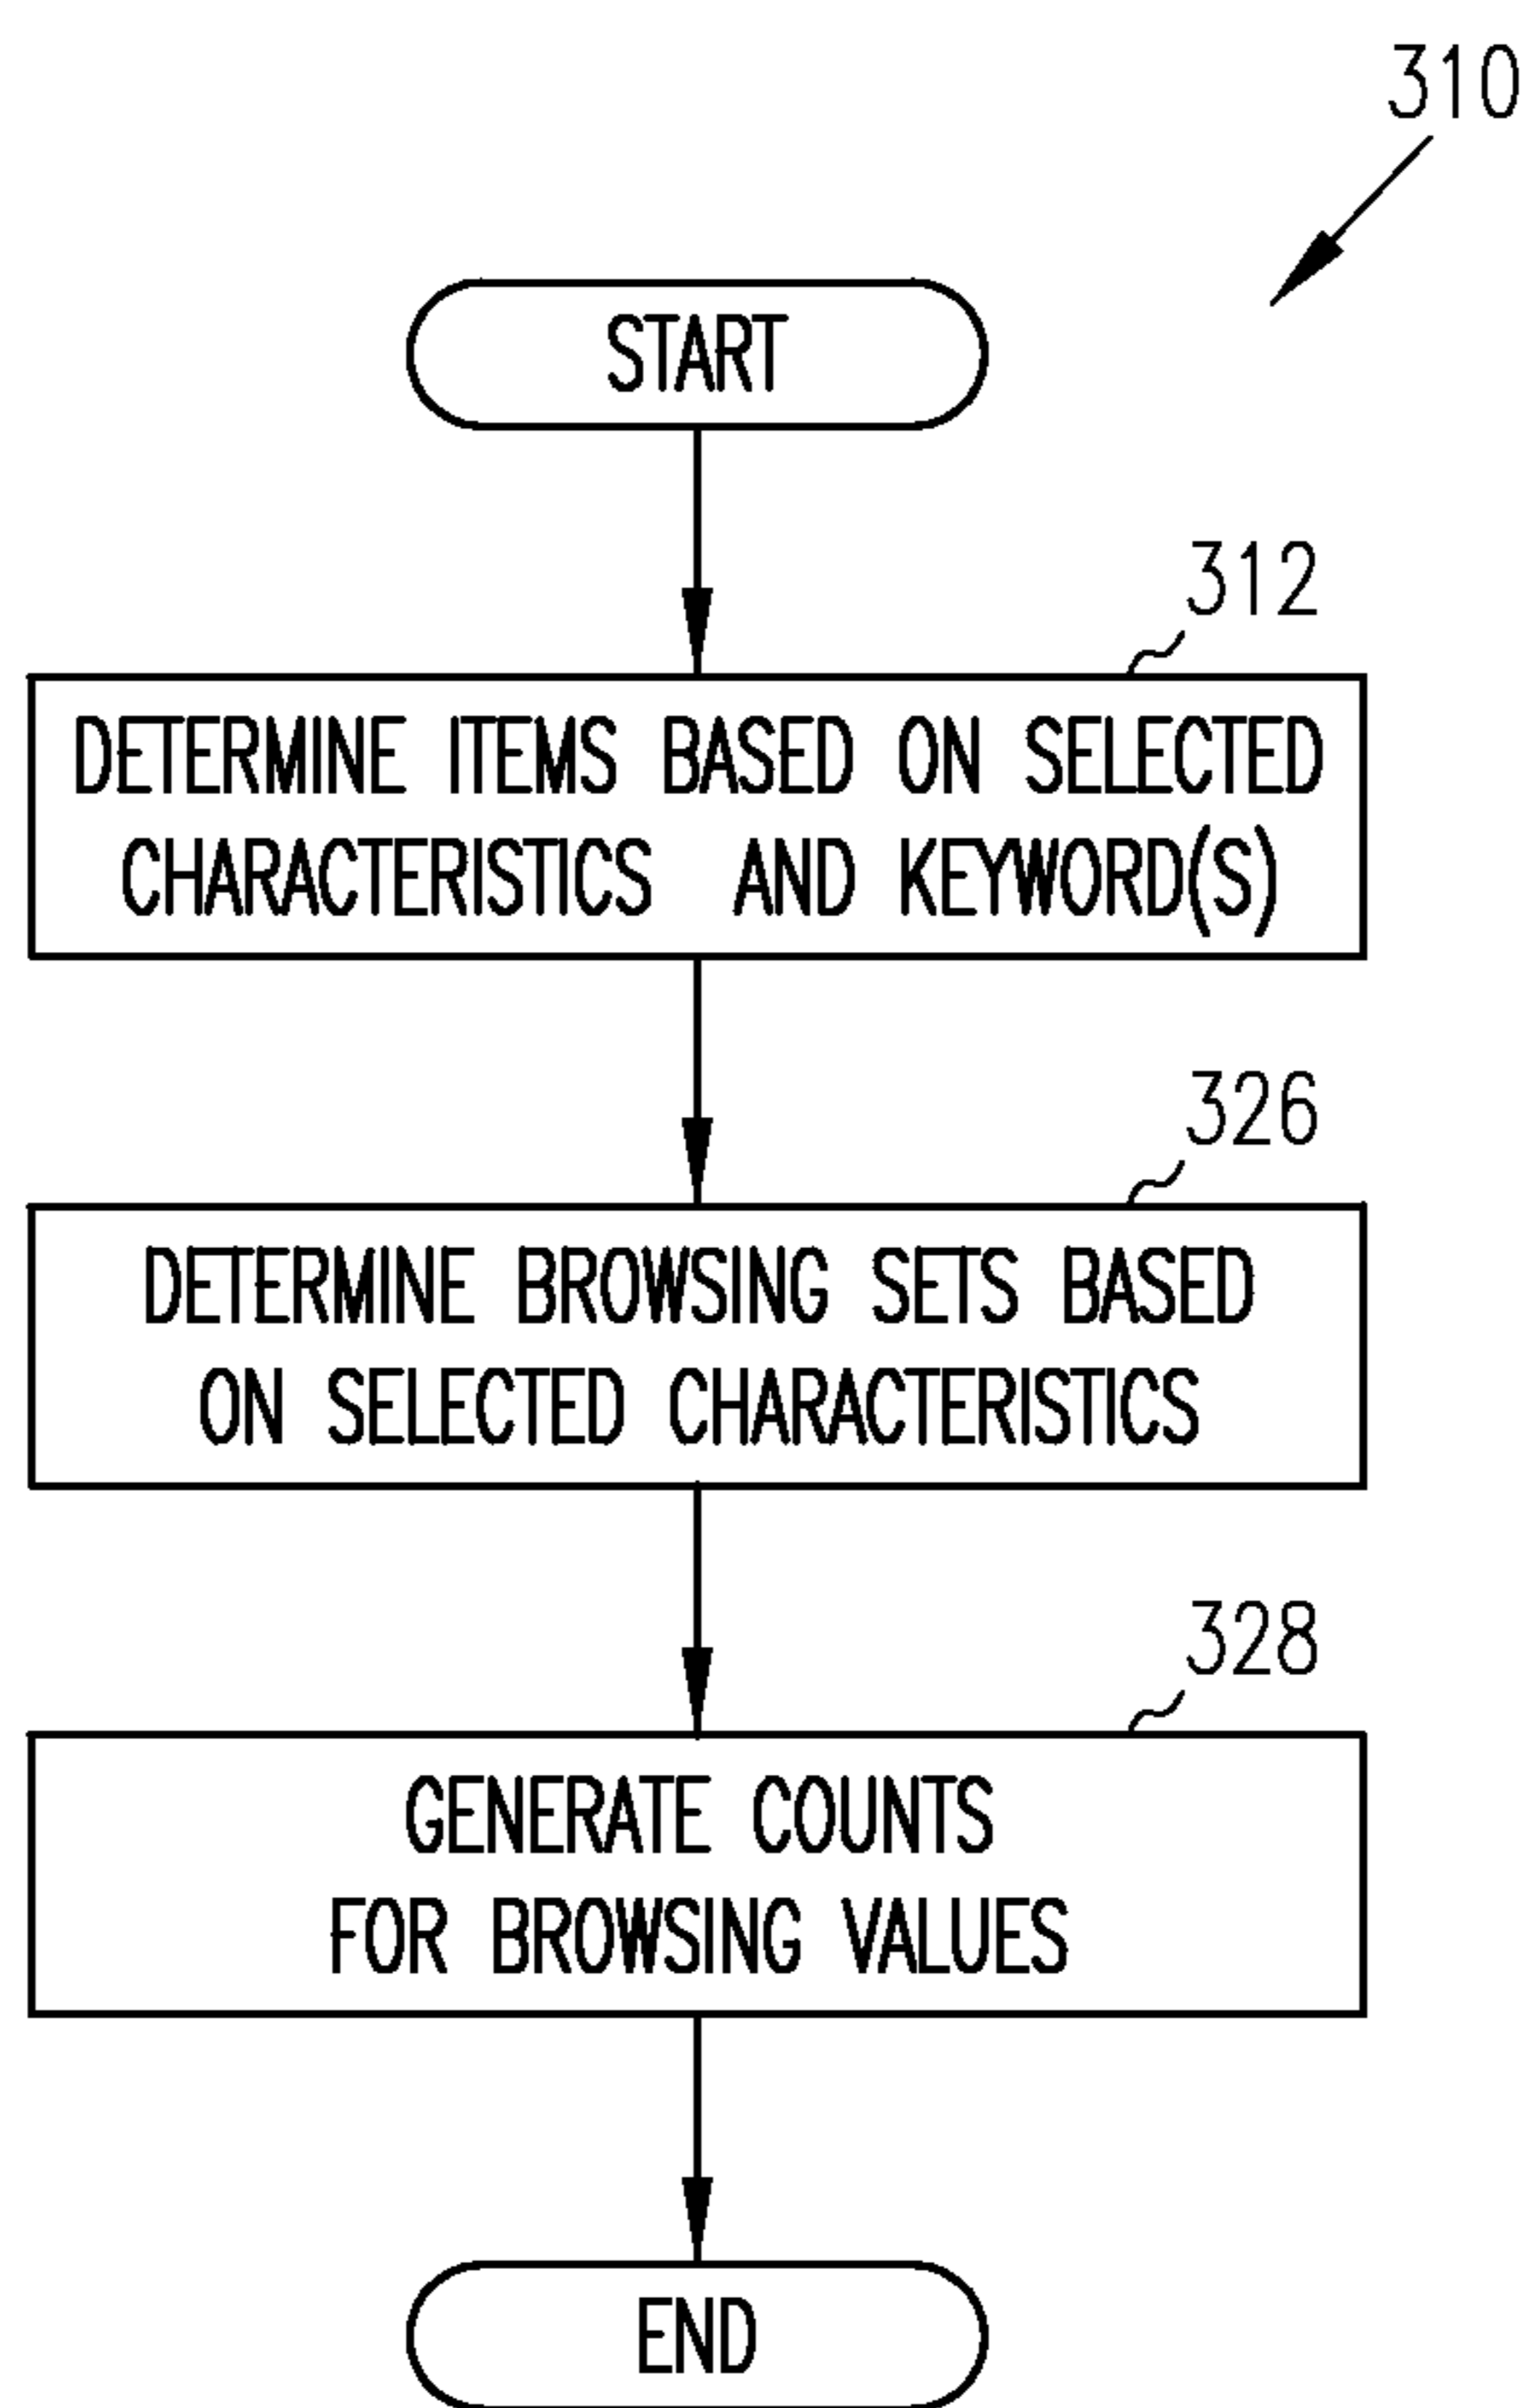 310
START
312
DETERMINE ITEMS BASED ON SELECTED
CHARACTERISTICS AND KEYWORD(S)
326
DETERMINE BROWSING SETS BASED
ON SELECTED CHARACTERISTICS
328
GENERATE COUNTS
FOR BROWSING VALUES
END